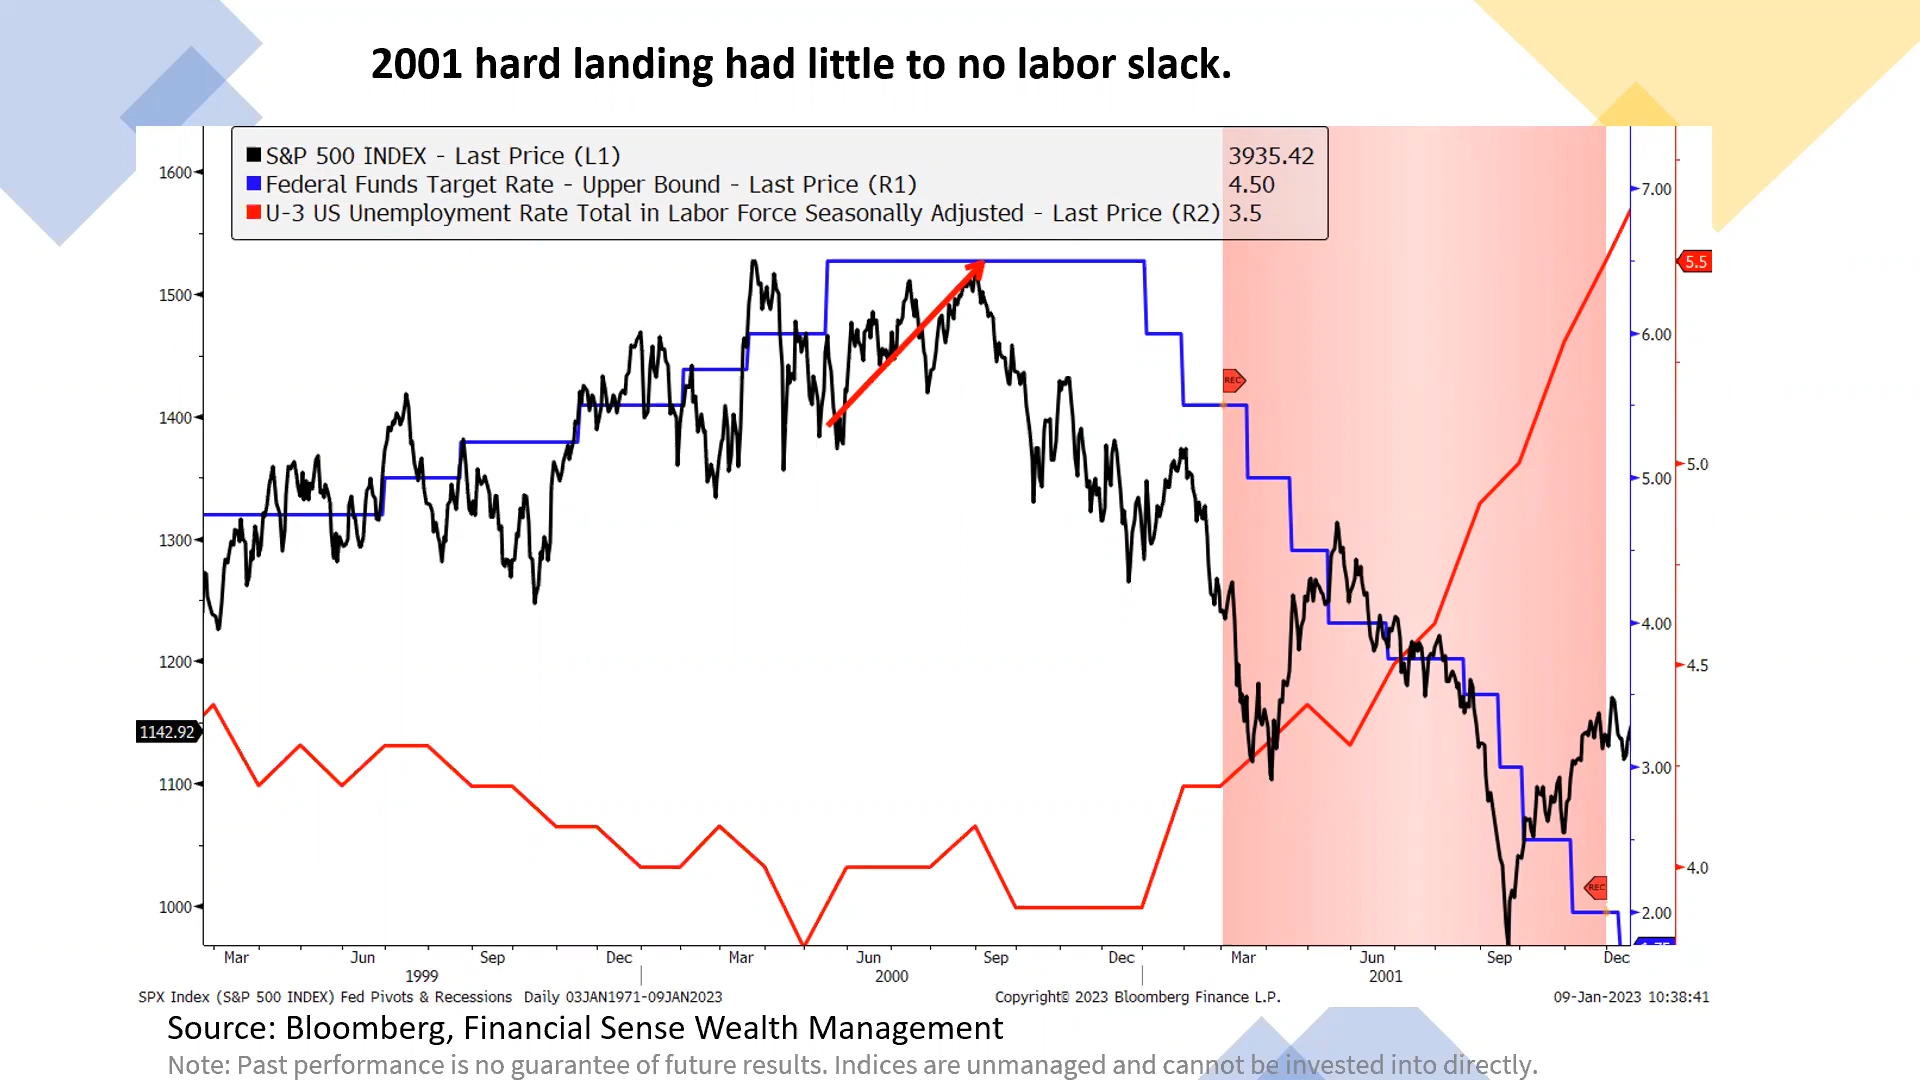 2001 hard landing had little to no labor slack.
S&P 500 INDEX - Last Price (L1) 3935.42
Federal Funds Target Rate - Upper Bound - Last Price (R1) 4.50
U-3 US Unemployment Rate Total in Labor Force Seasonally Adjusted - Last Price (R2) 3.5
1600
1500
1400
1300
1200
1142.92
1100
1000
7.00
6.00
5.00
4.00
3.00
2.00
5.5
5.0
4.5
4.0
REC
REC
Mar Jun Sep Dec Mar Jun Sep Dec Mar Jun Sep Dec
1999 2000 2001
SPX Index (S&P 500 INDEX) Fed Pivots & Recessions Daily 03JAN1971-09JAN2023 Copyright© 2023 Bloomberg Finance L.P. 09-Jan-2023 10:38:41
Source: Bloomberg, Financial Sense Wealth Management
Note: Past performance is no guarantee of future results. Indices are unmanaged and cannot be invested into directly.